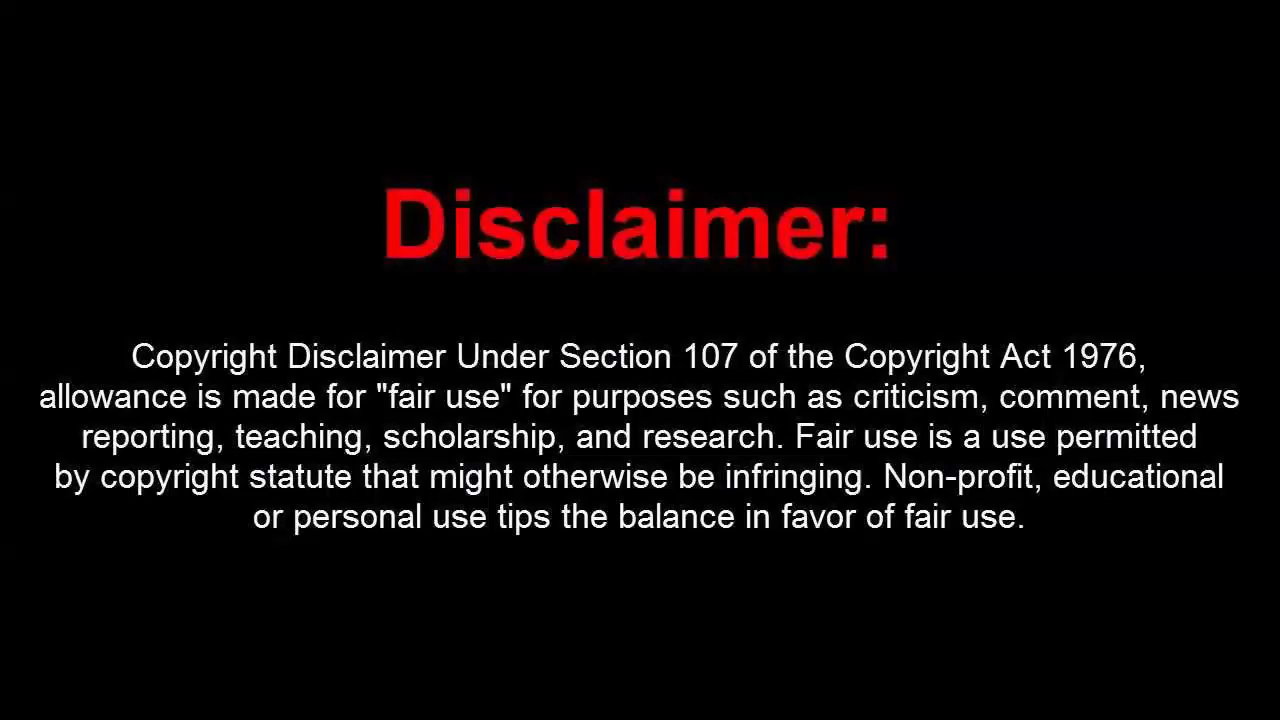 Disclaimer:
Copyright Disclaimer Under Section 107 of the Copyright Act 1976,
allowance is made for "fair use" for purposes such as criticism, comment, news
reporting, teaching, scholarship, and research. Fair use is a use permitted
by copyright statute that might otherwise be infringing. Non-profit, educational
or personal use tips the balance in favor of fair use.